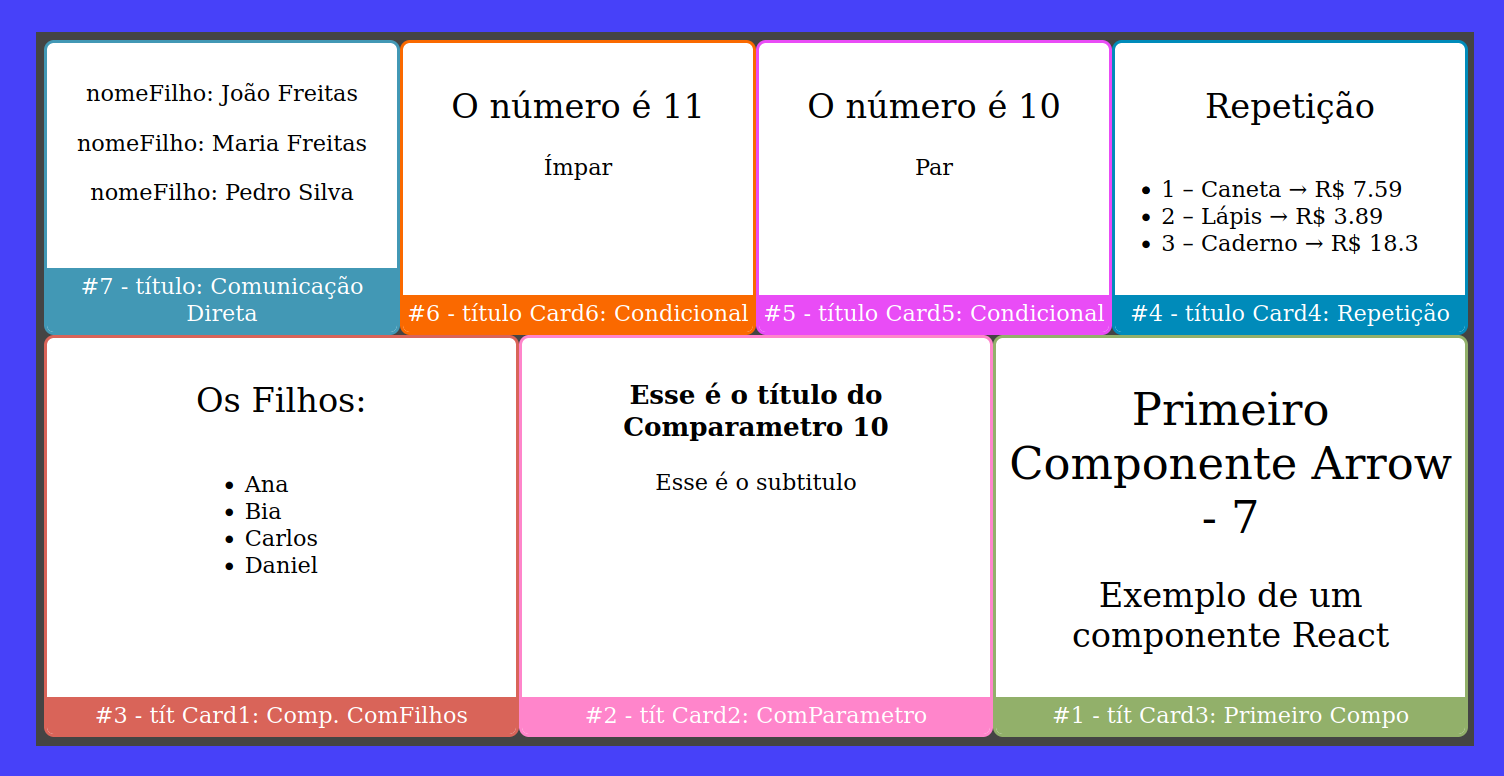 nomeFilho: João Freitas
nomeFilho: Maria Freitas
nomeFilho: Pedro Silva
#7 - título: Comunicação
Direta
O número é 11
Ímpar
#6 - título Card6: Condicional
O número é 10
Par
#5 - título Card5: Condicional
Repetição
• 1 – Caneta → R$ 7.59
• 2 – Lápis → R$ 3.89
• 3 – Caderno → R$ 18.3
#4 - título Card4: Repetição
Os Filhos:
• Ana
• Bia
• Carlos
• Daniel
#3 - tít Card1: Comp. ComFilhos
Esse é o título do
Comparametro 10
Esse é o subtitulo
#2 - tít Card2: ComParametro
Primeiro
Componente Arrow
- 7
Exemplo de um
componente React
#1 - tít Card3: Primeiro Compo